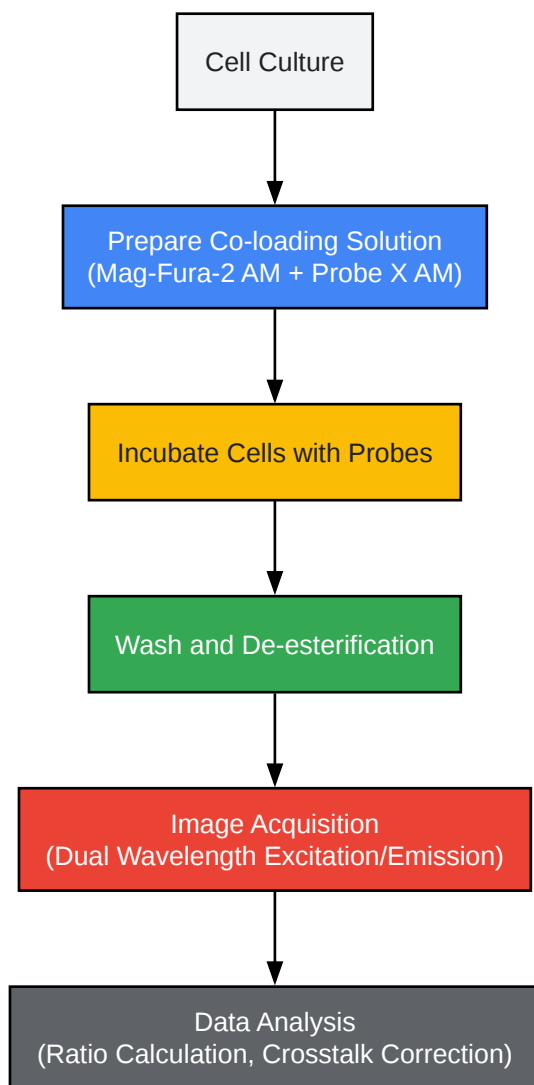 Cell Culture
Prepare Co-loading Solution
(Mag-Fura-2 AM + Probe X AM)
Incubate Cells with Probes
Wash and De-esterification
Image Acquisition
(Dual Wavelength Excitation/Emission)
Data Analysis
(Ratio Calculation, Crosstalk Correction)